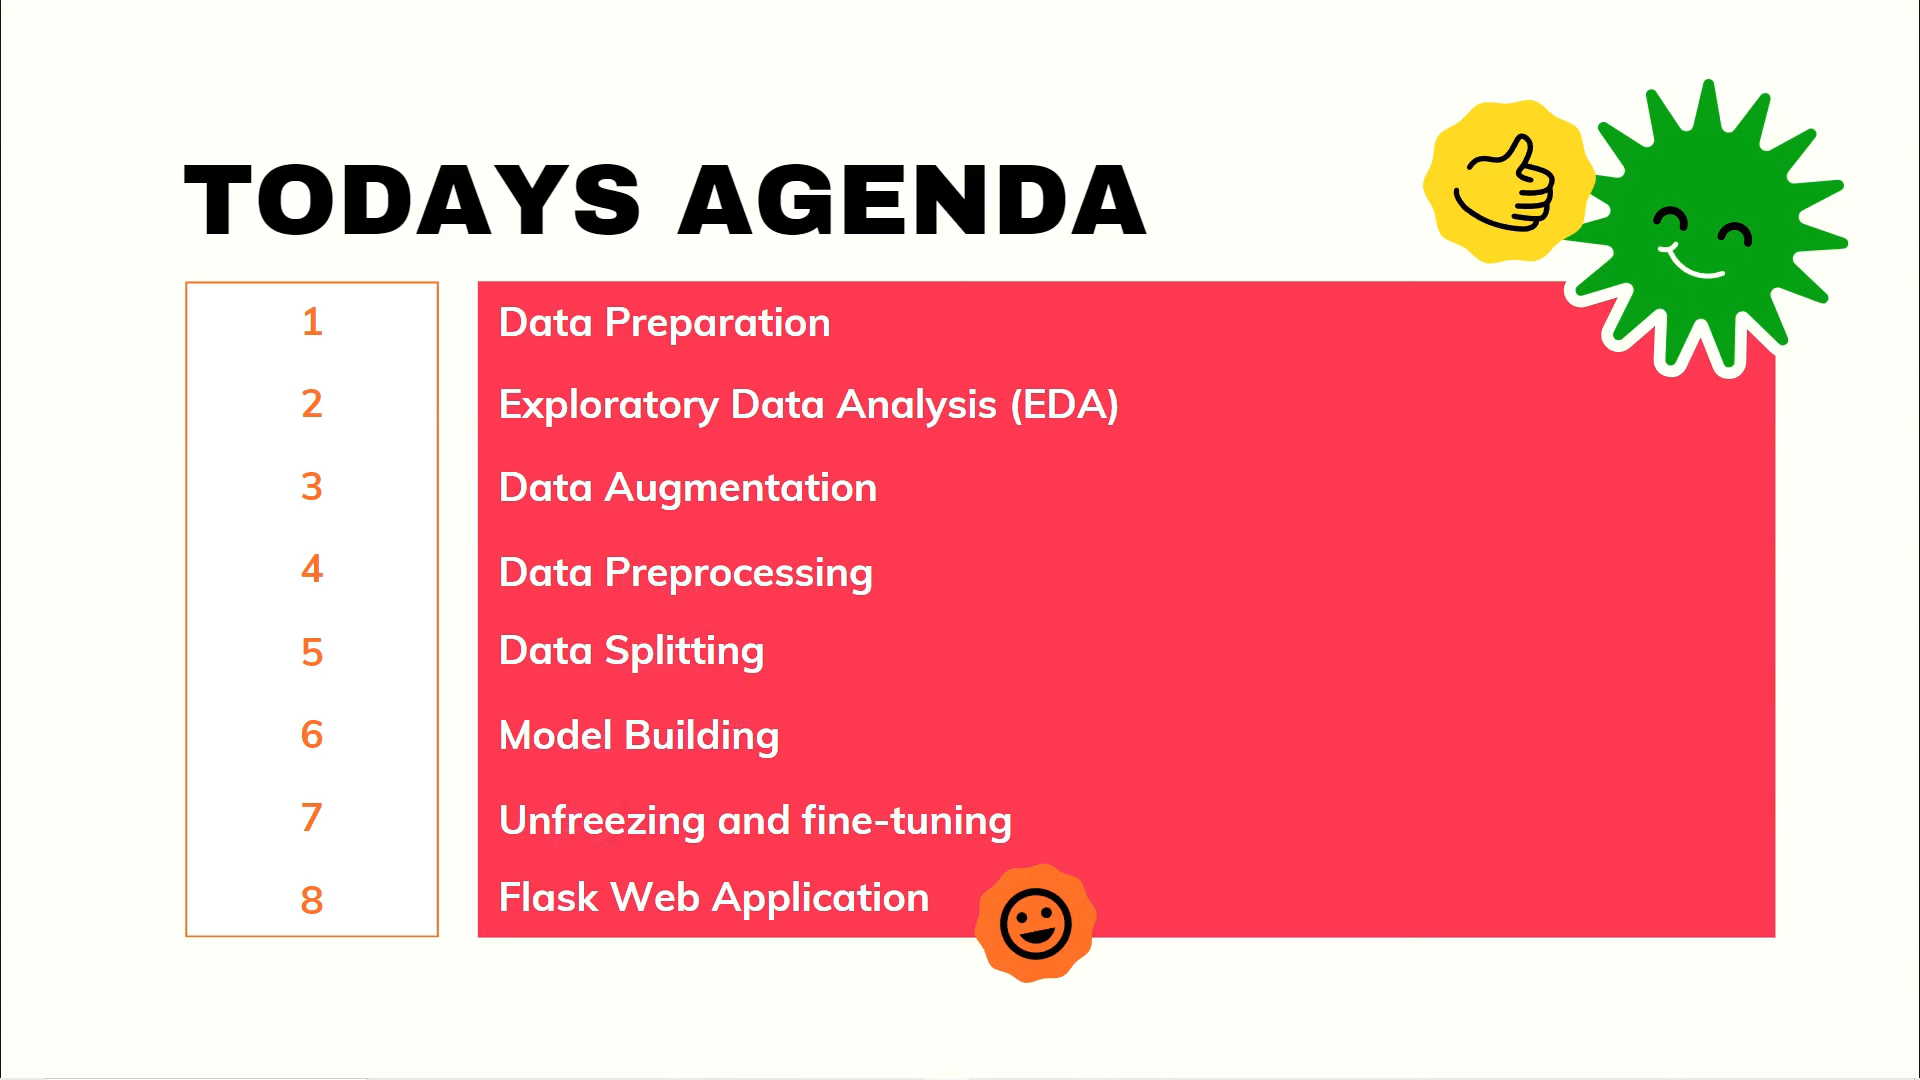 TODAYS AGENDA
1 Data Preparation
2 Exploratory Data Analysis (EDA)
3 Data Augmentation
4 Data Preprocessing
5 Data Splitting
6 Model Building
7 Unfreezing and fine-tuning
8 Flask Web Application